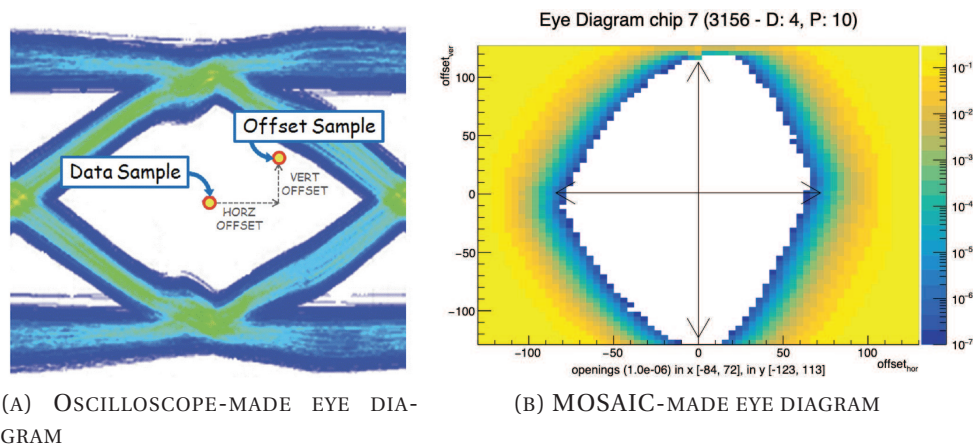 Offset Sample
Data Sample
VERT
OFFSET
HORZ
OFFSET
(A) OSCILLOSCOPE-MADE EYE DIA-
GRAM
Eye Diagram chip 7 (3156 - D: 4, P: 10)
offset_ver
100
50
0
−50
−100
−100 −50 0 50 100
offset_hor
openings (1.0e-06) in x [-84, 72], in y [-123, 113]
10^-1
10^-2
10^-3
10^-4
10^-5
10^-6
10^-7
(B) MOSAIC-MADE EYE DIAGRAM